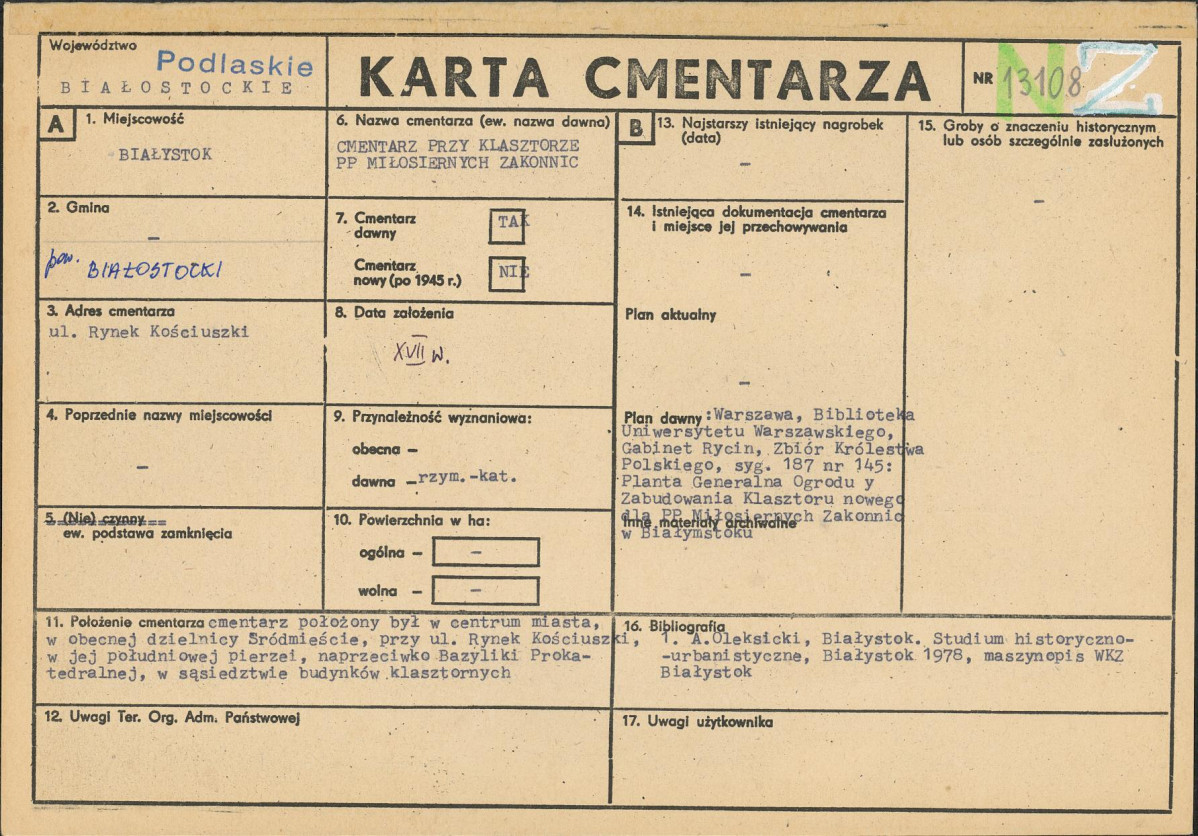 Województwo
Podlaskie
BIAŁOSTOCKIE
KARTA CMENTARZA
NR 13108
NZ
A
1. Miejscowość
BIAŁYSTOK
2. Gmina
–
pow. BIAŁOSTOCKI
3. Adres cmentarza
ul. Rynek Kościuszki
4. Poprzednie nazwy miejscowości
–
5. (Nie) czynny
ew. podstawa zamknięcia
6. Nazwa cmentarza (ew. nazwa dawna)
CMENTARZ PRZY KLASZTORZE
PP MIŁOSIERNYCH ZAKONNIC
7. Cmentarz
dawny
TAK
Cmentarz
nowy (po 1945 r.)
NIE
8. Data założenia
XVII w.
9. Przynależność wyznaniowa:
obecna –
dawna – rzym.-kat.
10. Powierzchnia w ha:
ogólna – –
wolna – –
B
13. Najstarszy istniejący nagrobek
(data)
–
14. Istniejąca dokumentacja cmentarza
i miejsce jej przechowywania
–
Plan aktualny
–
Plan dawny :Warszawa, Biblioteka
Uniwersytetu Warszawskiego,
Gabinet Rycin, Zbiór Królestwa
Polskiego, syg. 187 nr 145:
Planta Generalna Ogrodu y
Zabudowania Klasztoru nowego
dla PP Miłosiernych Zakonnic
Inne materiały archiwalne
w Białymstoku
15. Groby o znaczeniu historycznym
lub osób szczególnie zasłużonych
–
11. Położenie cmentarza cmentarz położony był w centrum miasta,
w obecnej dzielnicy Sródmieście, przy ul. Rynek Kościuszki,
w jej południowej pierzei, naprzeciwko Bazyliki Proka-
tedralnej, w sąsiedztwie budynków klasztornych
12. Uwagi Ter. Org. Adm. Państwowej
16. Bibliografia
1. A.Oleksicki, Białystok. Studium historyczno-
-urbanistyczne, Białystok 1978, maszynopis WKZ
Białystok
17. Uwagi użytkownika